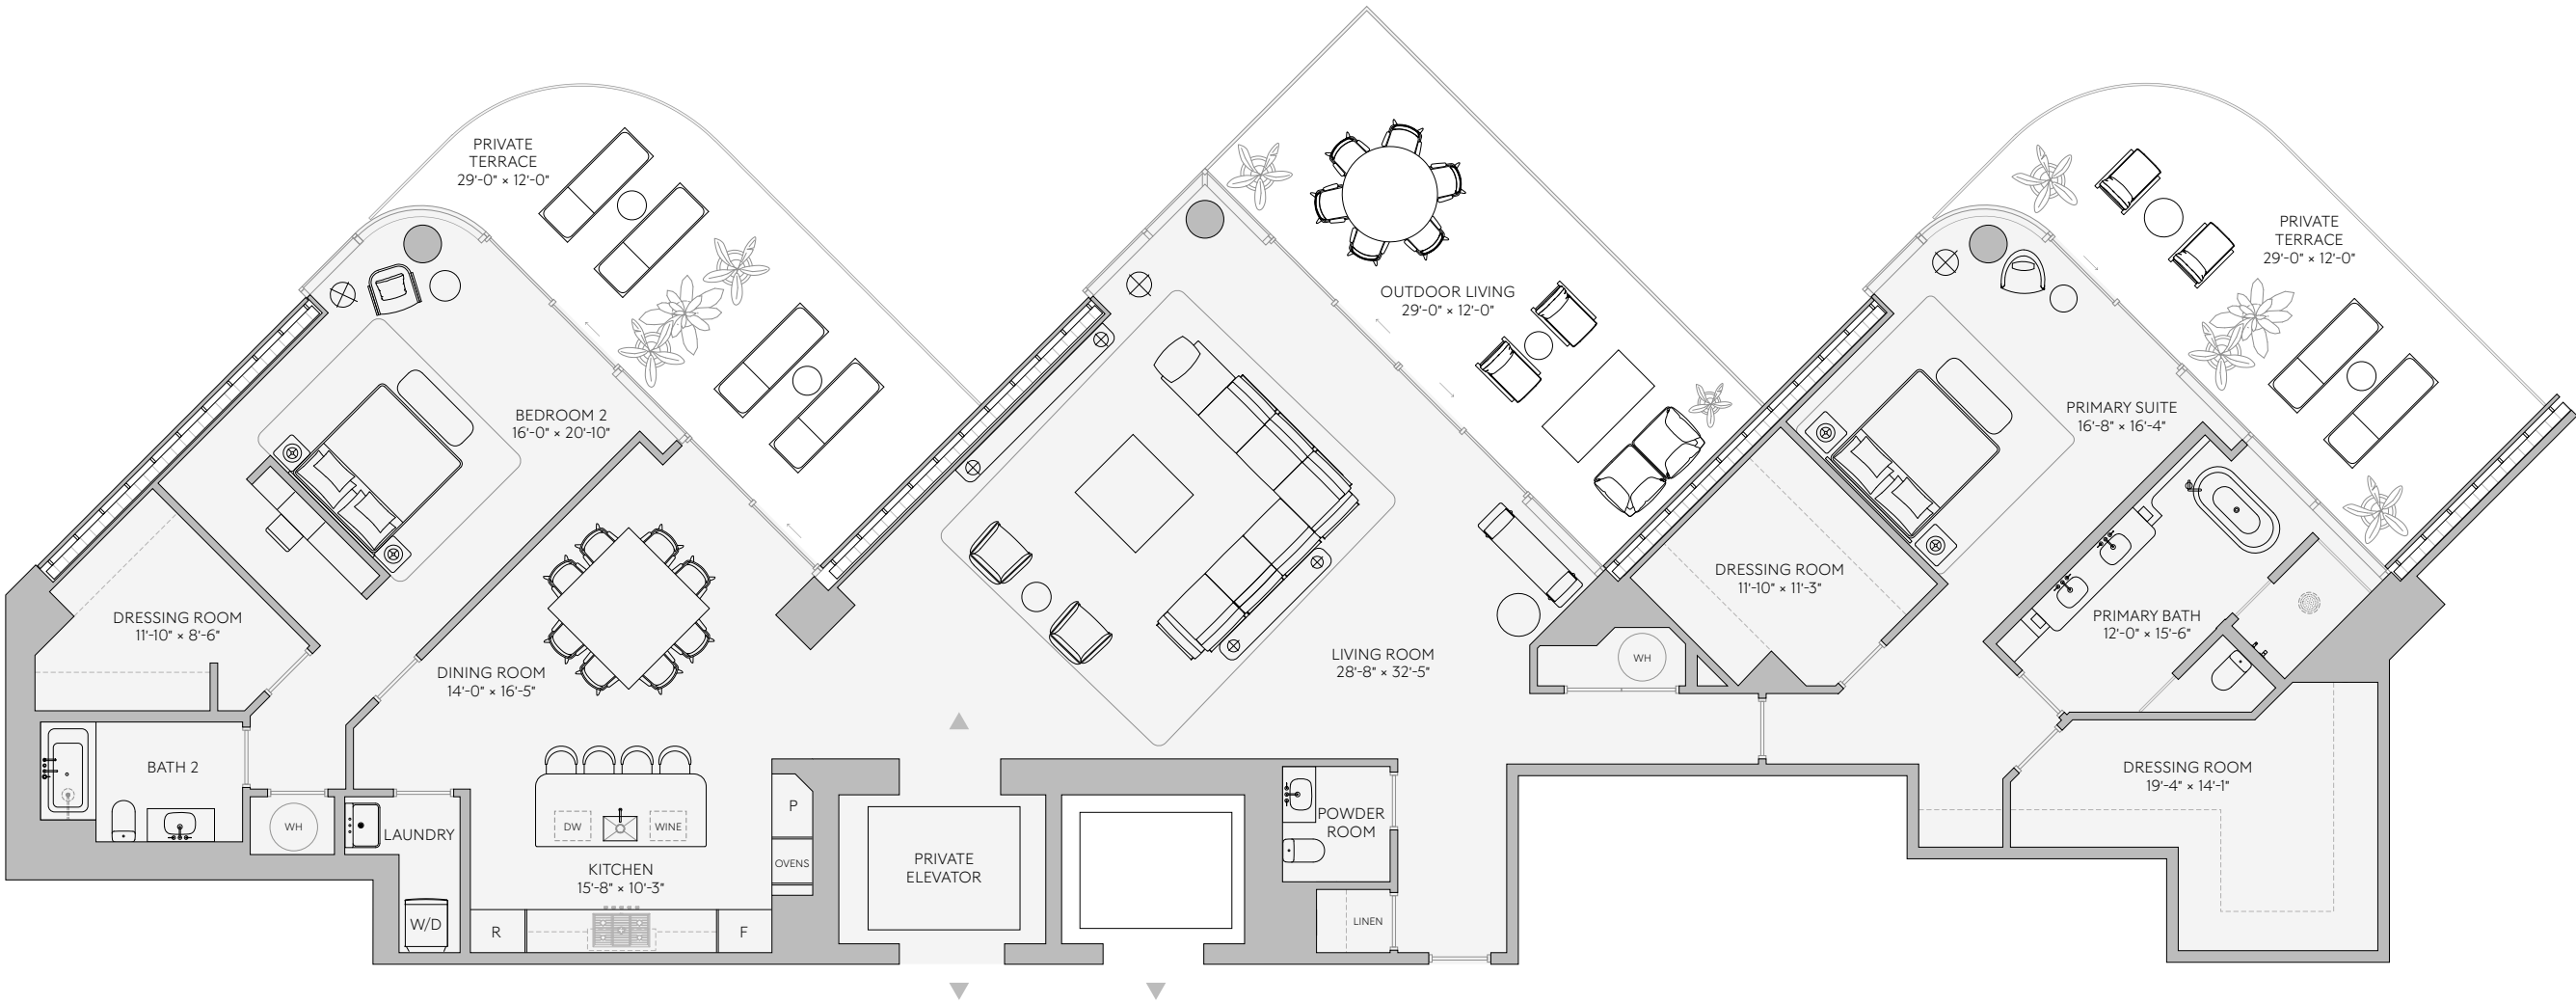 PRIVATE
TERRACE
29'-0" × 12'-0"
OUTDOOR LIVING
29'-0" × 12'-0"
PRIVATE
TERRACE
29'-0" × 12'-0"
BEDROOM 2
16'-0" × 20'-10"
PRIMARY SUITE
16'-8" × 16'-4"
DRESSING ROOM
11'-10" × 8'-6"
DINING ROOM
14'-0" × 16'-5"
LIVING ROOM
28'-8" × 32'-5"
WH
DRESSING ROOM
11'-10" × 11'-3"
PRIMARY BATH
12'-0" × 15'-6"
BATH 2
WH
LAUNDRY
W/D
DW
WINE
KITCHEN
15'-8" × 10'-3"
R
F
P
OVENS
PRIVATE
ELEVATOR
POWDER
ROOM
LINEN
DRESSING ROOM
19'-4" × 14'-1"